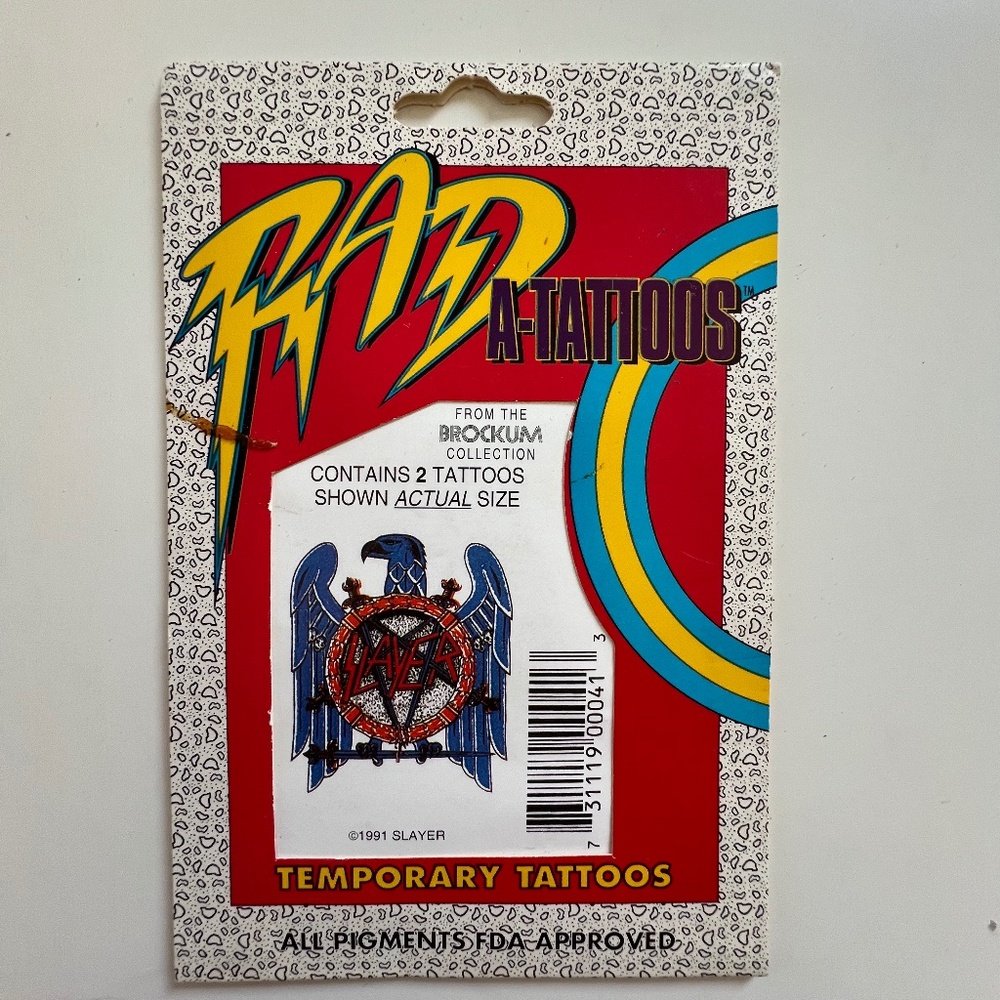 RAD
A-TATTOOS™
FROM THE
BROCKUM
COLLECTION
CONTAINS 2 TATTOOS
SHOWN ACTUAL SIZE
SLAYER
©1991 SLAYER
7 31119 00041 3
TEMPORARY TATTOOS
ALL PIGMENTS FDA APPROVED